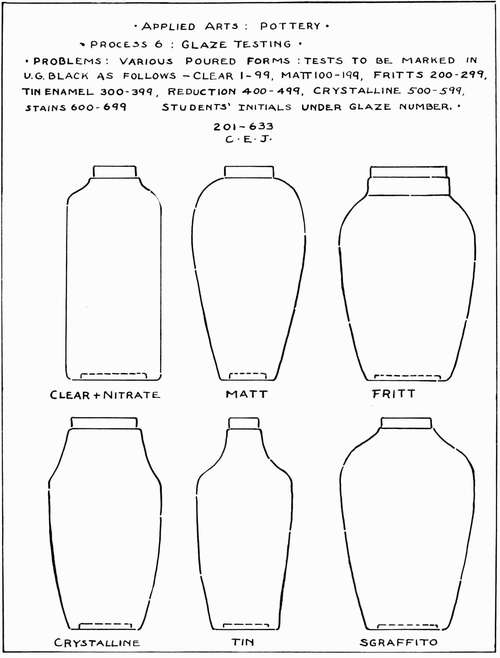 · APPLIED ARTS : POTTERY ·
· PROCESS 6 : GLAZE TESTING ·
· PROBLEMS : VARIOUS POURED FORMS : TESTS TO BE MARKED IN
U.G. BLACK AS FOLLOWS - CLEAR 1-99, MATT 100-199, FRITTS 200-299,
TIN ENAMEL 300-399, REDUCTION 400-499, CRYSTALLINE 500-599,
STAINS 600-699 STUDENTS' INITIALS UNDER GLAZE NUMBER. ·
201-633
C · E · J ·
CLEAR + NITRATE MATT FRITT
CRYSTALLINE TIN SGRAFFITO